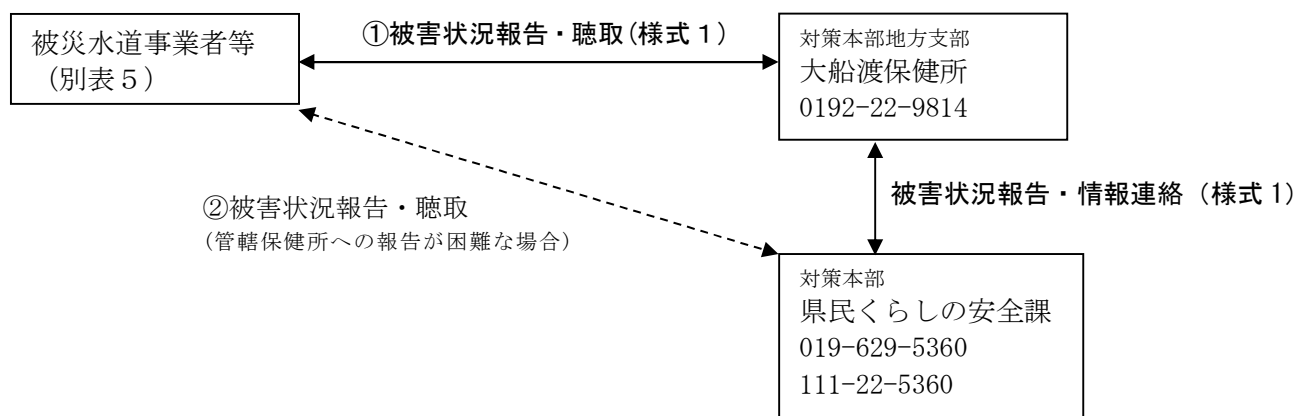 被災水道事業者等
(別表5)
①被害状況報告・聴取(様式1)
対策本部地方支部
大船渡保健所
0192-22-9814
被害状況報告・情報連絡(様式1)
②被害状況報告・聴取
(管轄保健所への報告が困難な場合)
対策本部
県民くらしの安全課
019-629-5360
111-22-5360